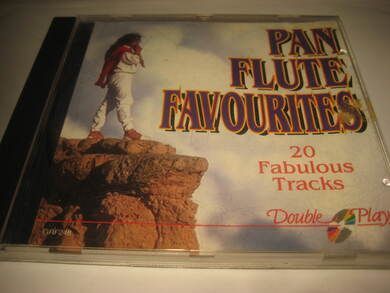 PAN
FLUTE
FAVOURITES
20
Fabulous
Tracks
Double Play